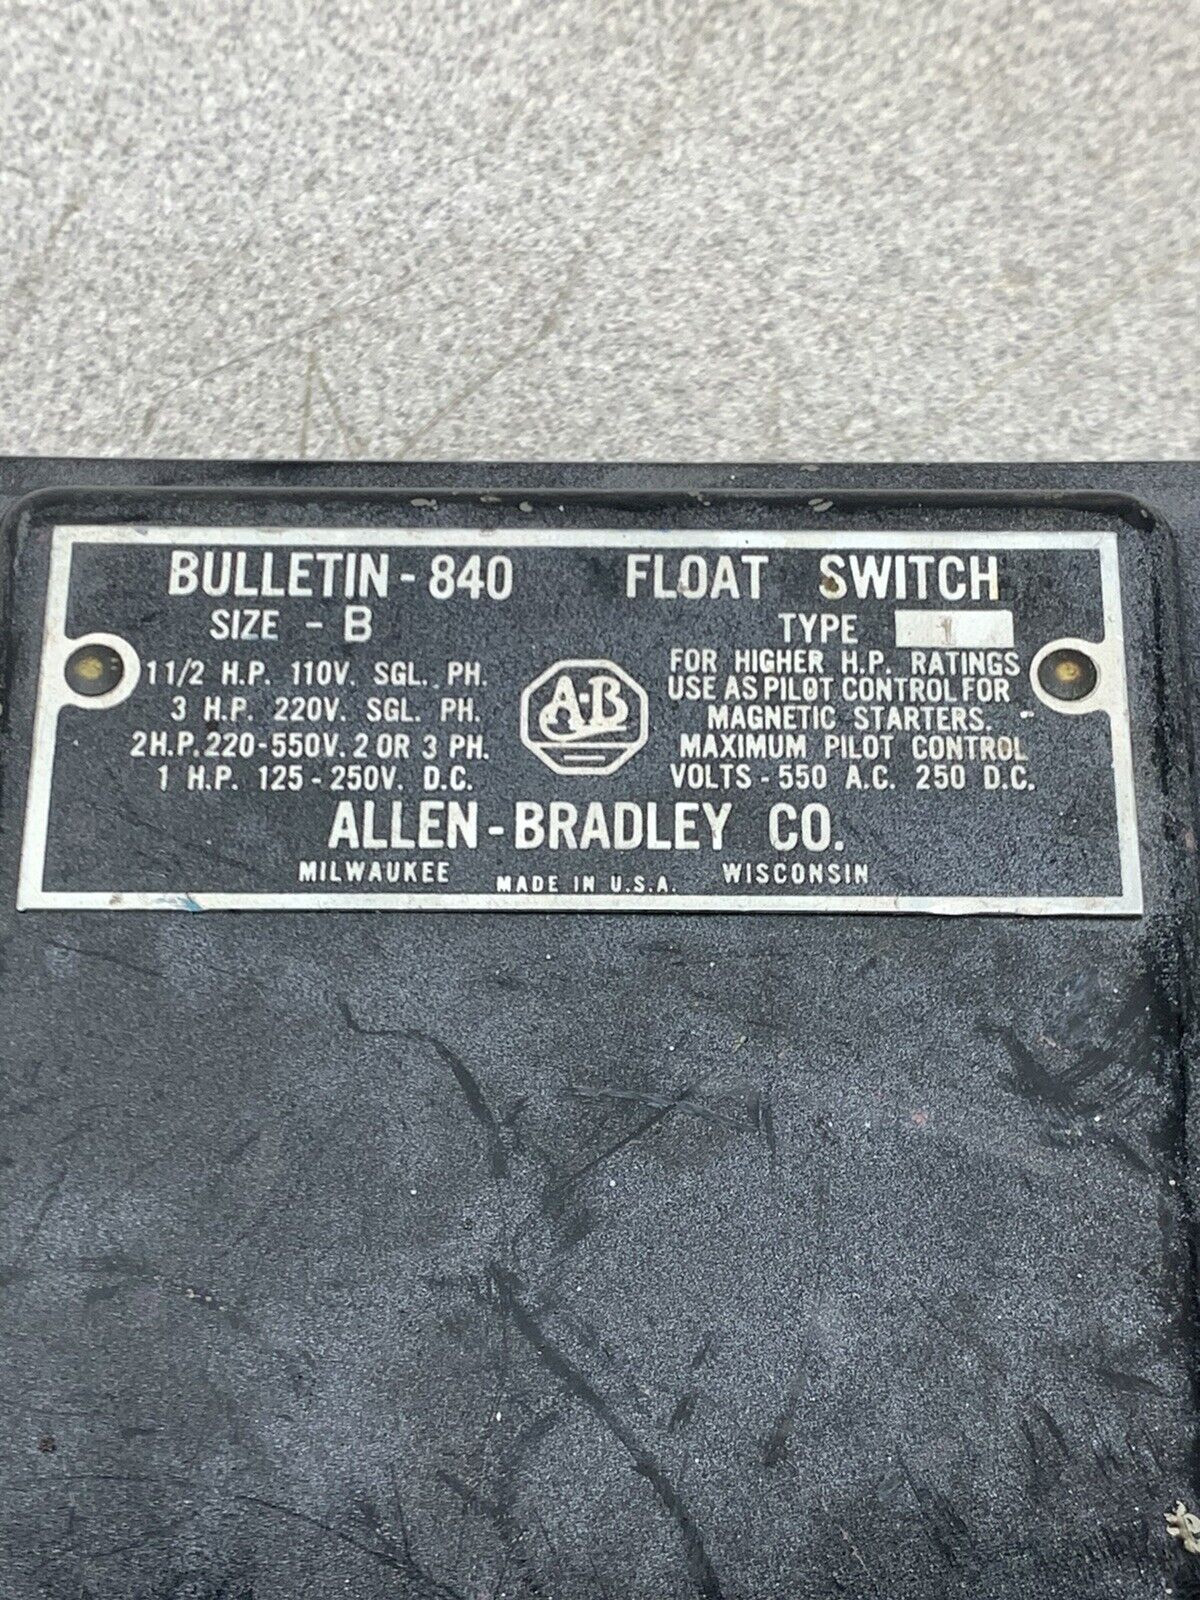 BULLETIN - 840 FLOAT SWITCH
SIZE - B
TYPE 1
1 1/2 H.P. 110V. SGL. PH.
3 H.P. 220V. SGL. PH.
2 H.P. 220-550V. 2 OR 3 PH.
1 H.P. 125-250V. D.C.
A-B
FOR HIGHER H.P. RATINGS
USE AS PILOT CONTROL FOR
MAGNETIC STARTERS.
MAXIMUM PILOT CONTROL
VOLTS - 550 A.C. 250 D.C.
ALLEN-BRADLEY CO.
MILWAUKEE MADE IN U.S.A. WISCONSIN